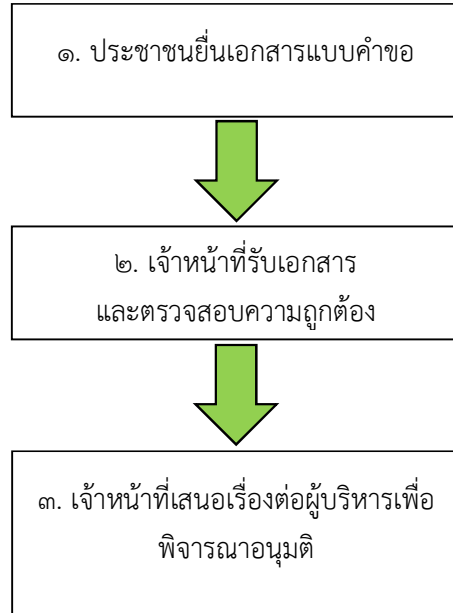 ๑. ประชาชนยื่นเอกสารแบบคำขอ
๒. เจ้าหน้าที่รับเอกสาร
และตรวจสอบความถูกต้อง
๓. เจ้าหน้าที่เสนอเรื่องต่อผู้บริหารเพื่อ
พิจารณาอนุมติ